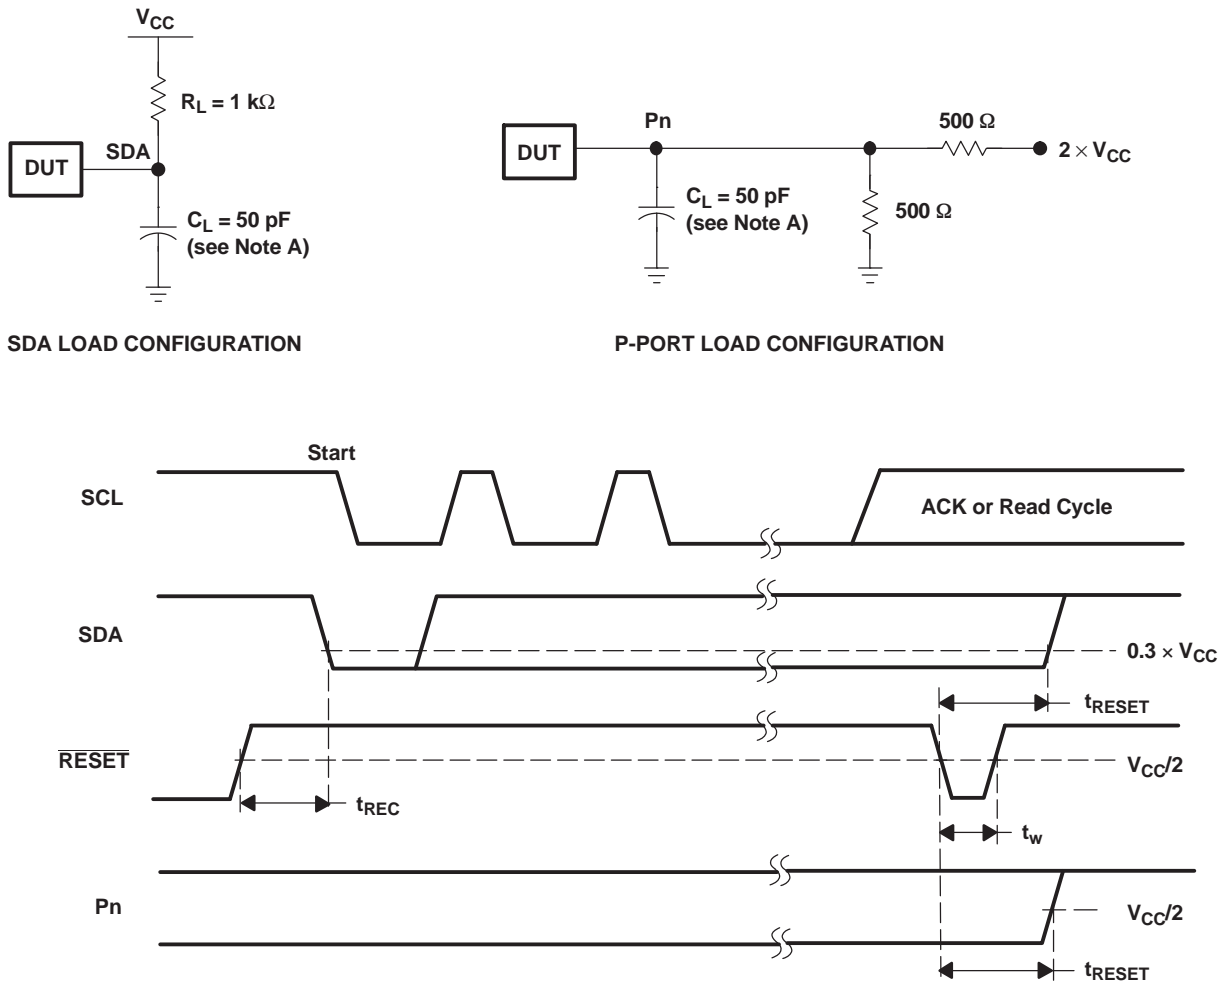 VCC
RL = 1 kΩ
DUT
SDA
CL = 50 pF
(see Note A)
SDA LOAD CONFIGURATION
DUT
Pn
500 Ω
2 × VCC
CL = 50 pF
(see Note A)
500 Ω
P-PORT LOAD CONFIGURATION
Start
SCL
ACK or Read Cycle
SDA
0.3 × VCC
tRESET
RESET
VCC/2
tREC
tw
Pn
VCC/2
tRESET